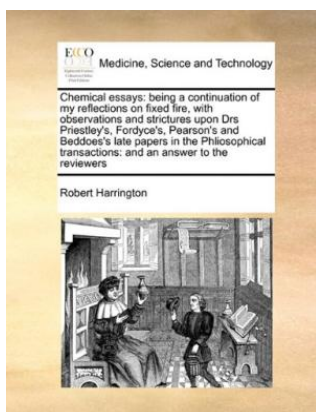 ECCO
Medicine, Science and Technology
Chemical essays: being a continuation of
my reflections on fixed fire, with
observations and strictures upon Drs
Priestley's, Fordyce's, Pearson's and
Beddoes's late papers in the Phliosophical
transactions: and an answer to the
reviewers
Robert Harrington